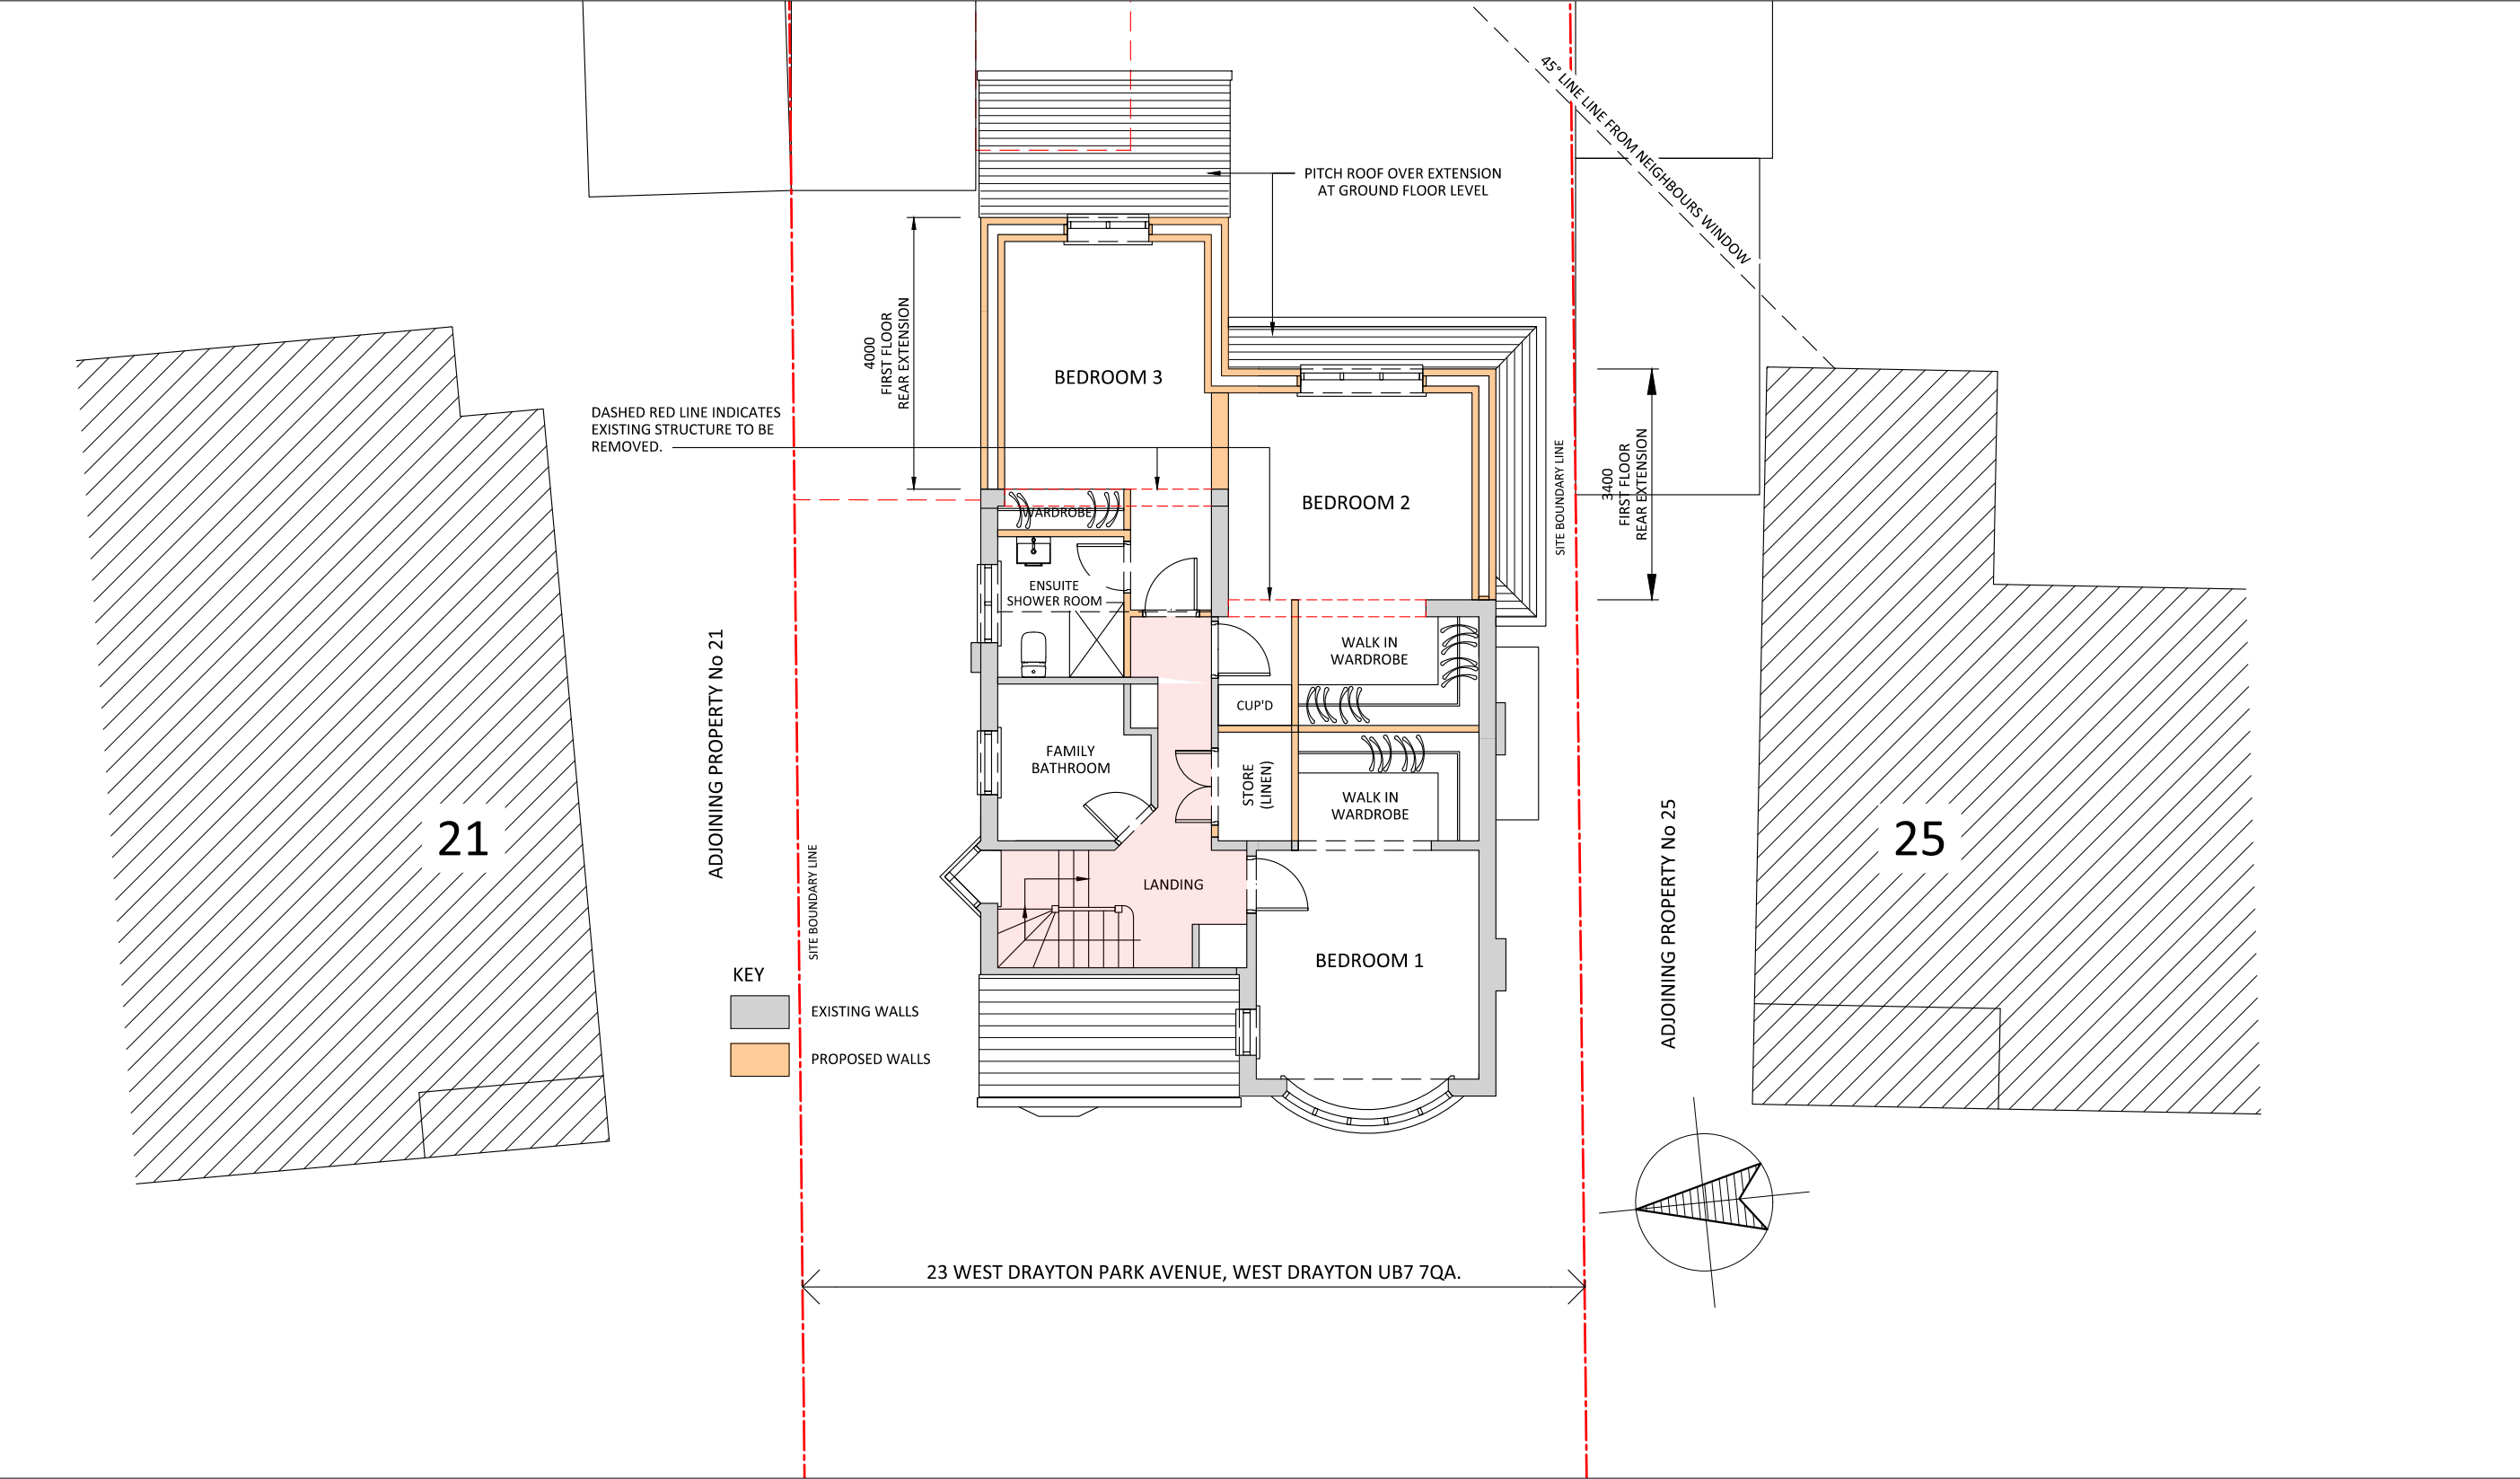 45° LINE LINE FROM NEIGHBOURS WINDOW
PITCH ROOF OVER EXTENSION
AT GROUND FLOOR LEVEL
4000
FIRST FLOOR
REAR EXTENSION
BEDROOM 3
DASHED RED LINE INDICATES
EXISTING STRUCTURE TO BE
REMOVED.
BEDROOM 2
SITE BOUNDARY LINE
3400
FIRST FLOOR
REAR EXTENSION
WARDROBE
ENSUITE
SHOWER ROOM
WALK IN
WARDROBE
CUP'D
ADJOINING PROPERTY No 21
FAMILY
BATHROOM
STORE
(LINEN)
WALK IN
WARDROBE
21
25
ADJOINING PROPERTY No 25
SITE BOUNDARY LINE
LANDING
BEDROOM 1
KEY
EXISTING WALLS
PROPOSED WALLS
23 WEST DRAYTON PARK AVENUE, WEST DRAYTON UB7 7QA.